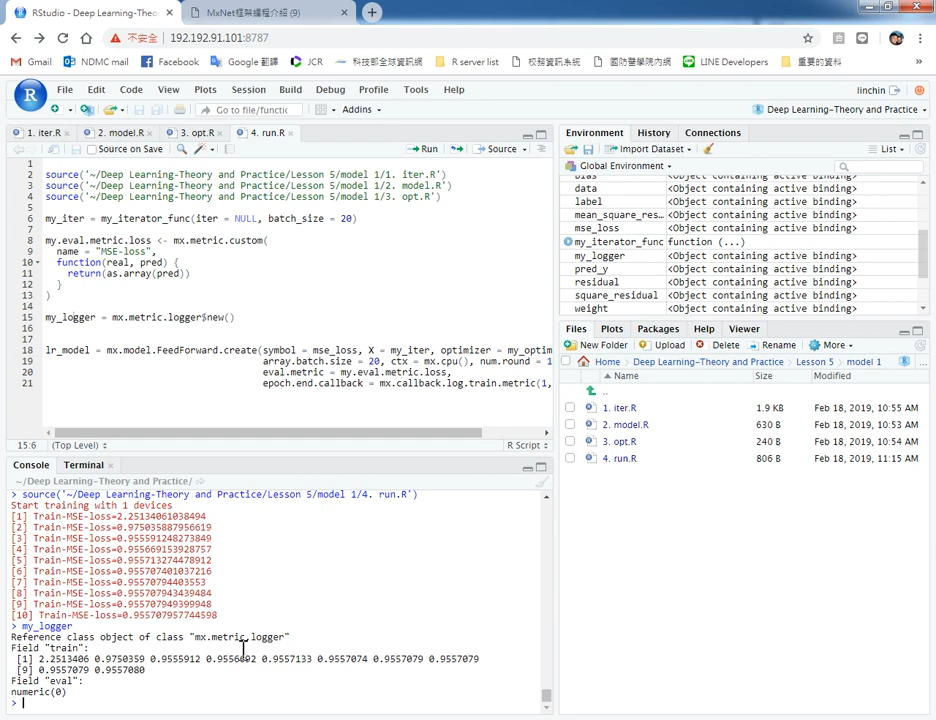 RStudio - Deep Learning-Theo
MxNet框架編程介紹 (9)
不安全 192.192.91.101:8787
Gmail NDMC mail Facebook Google 翻譯 JCR 科技部全球資訊網 R server list 校務資訊系統 國防醫學院內網 LINE Developers 重要的資料
R File Edit Code View Plots Session Build Debug Profile Tools Help
linchin
Go to file/functic Addins
Deep Learning-Theory and Practice
1. iter.R 2. model.R 3. opt.R 4. run.R
Source on Save Run Source
1
2 source('~/Deep Learning-Theory and Practice/Lesson 5/model 1/1. iter.R')
3 source('~/Deep Learning-Theory and Practice/Lesson 5/model 1/2. model.R')
4 source('~/Deep Learning-Theory and Practice/Lesson 5/model 1/3. opt.R')
5
6 my_iter = my_iterator_func(iter = NULL, batch_size = 20)
7
8 my.eval.metric.loss <- mx.metric.custom(
9 name = "MSE-loss",
10 function(real, pred) {
11 return(as.array(pred))
12 }
13 )
14
15 my_logger = mx.metric.logger$new()
16
17
18 lr_model = mx.model.FeedForward.create(symbol = mse_loss, X = my_iter, optimizer = my_optim
19 array.batch.size = 20, ctx = mx.cpu(), num.round = 1
20 eval.metric = my.eval.metric.loss,
21 epoch.end.callback = mx.callback.log.train.metric(1,
15:6 (Top Level) R Script
Console Terminal
~/Deep Learning-Theory and Practice/
> source('~/Deep Learning-Theory and Practice/Lesson 5/model 1/4. run.R')
Start training with 1 devices
[1] Train-MSE-loss=2.25134061038494
[2] Train-MSE-loss=0.975035887956619
[3] Train-MSE-loss=0.955591248273849
[4] Train-MSE-loss=0.955669153928757
[5] Train-MSE-loss=0.955713274478912
[6] Train-MSE-loss=0.955707401037216
[7] Train-MSE-loss=0.95570794403553
[8] Train-MSE-loss=0.955707943439484
[9] Train-MSE-loss=0.955707949399948
[10] Train-MSE-loss=0.955707957744598
> my_logger
Reference class object of class "mx.metric.logger"
Field "train":
[1] 2.2513406 0.9750359 0.9555912 0.9556692 0.9557133 0.9557074 0.9557079 0.9557079
[9] 0.9557079 0.9557080
Field "eval":
numeric(0)
>
Environment History Connections
Import Dataset List
Global Environment
bias <Object containing active binding>
data <Object containing active binding>
label <Object containing active binding>
mean_square_res… <Object containing active binding>
mse_loss <Object containing active binding>
my_iterator_func function (...)
my_logger <Object containing active binding>
pred_y <Object containing active binding>
residual <Object containing active binding>
square_residual <Object containing active binding>
weight <Object containing active binding>
Files Plots Packages Help Viewer
New Folder Upload Delete Rename More
Home Deep Learning-Theory and Practice Lesson 5 model 1 ...
Name Size Modified
..
1. iter.R 1.9 KB Feb 18, 2019, 10:55 AM
2. model.R 630 B Feb 18, 2019, 10:53 AM
3. opt.R 240 B Feb 18, 2019, 10:54 AM
4. run.R 806 B Feb 18, 2019, 11:15 AM